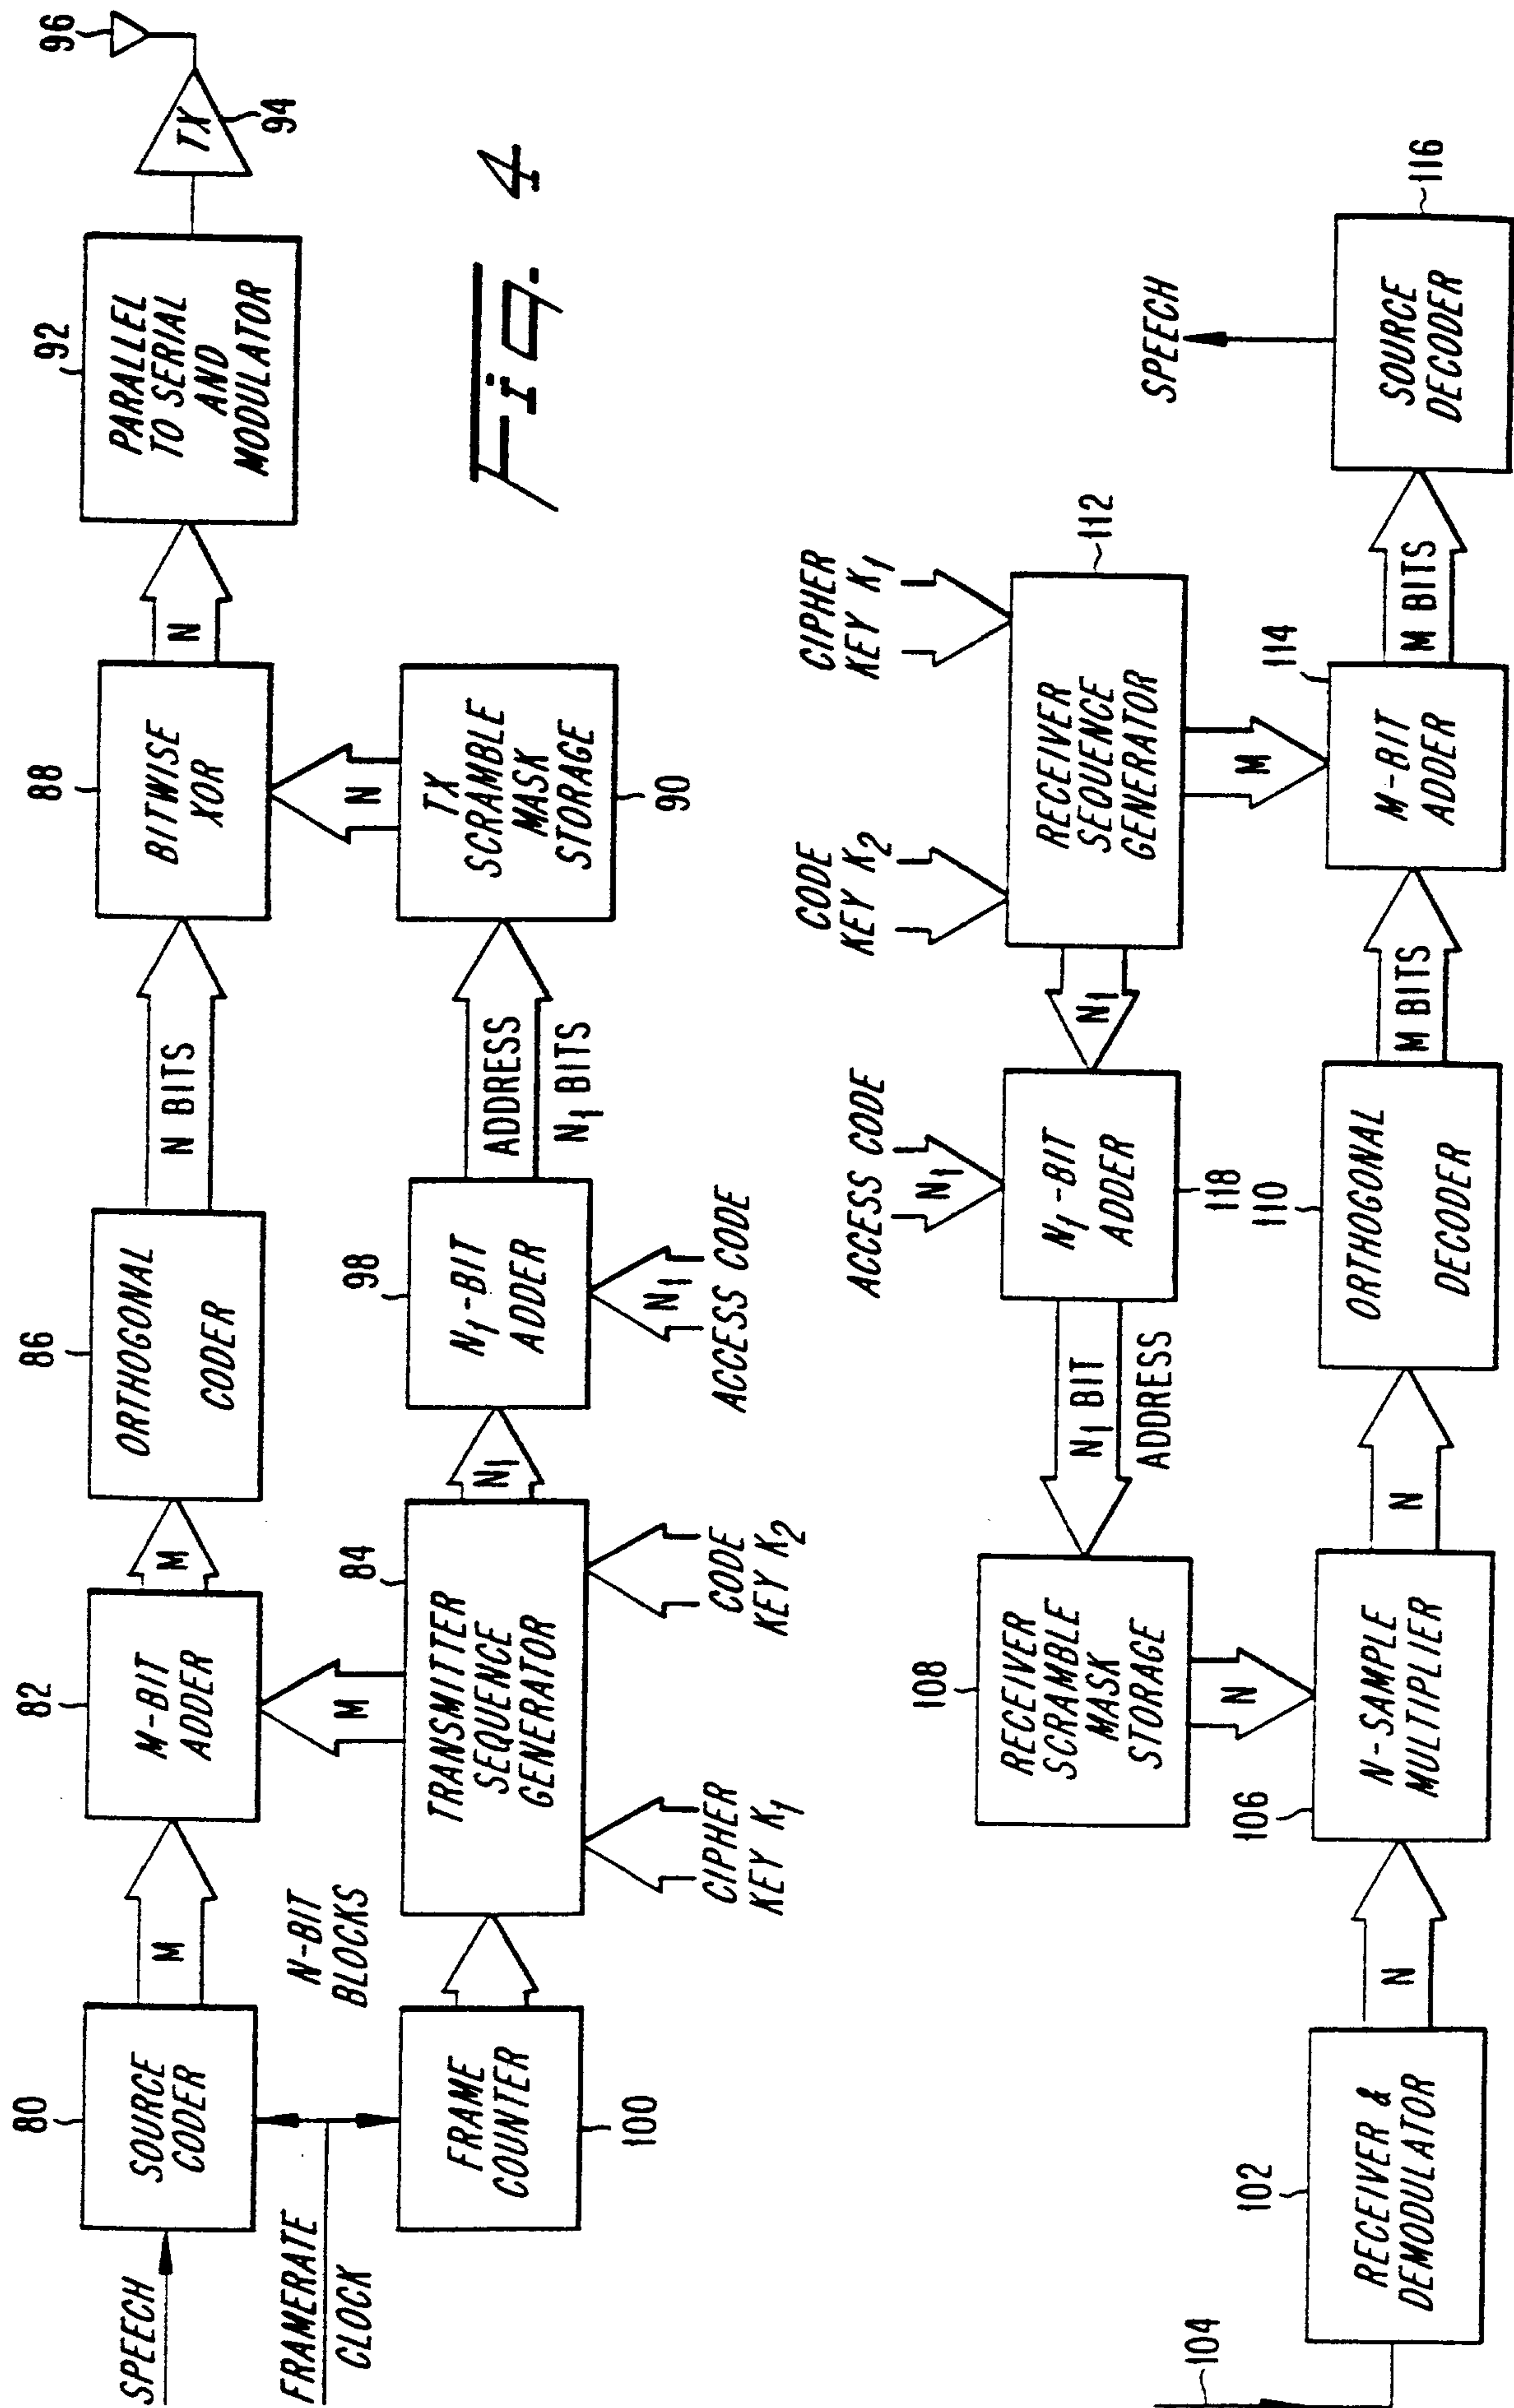 80
SOURCE
CODER
SPEECH
FRAMERATE
CLOCK
M
N-BIT
BLOCKS
FRAME
COUNTER
100
82
M-BIT
ADDER
M
M
84
TRANSMITTER
SEQUENCE
GENERATOR
CIPHER
KEY K1
CODE
KEY K2
86
ORTHOGONAL
CODER
N BITS
N1
98
N1-BIT
ADDER
N1
ACCESS CODE
ADDRESS
N1 BITS
88
BITWISE
XOR
N
TX
SCRAMBLE
MASK
STORAGE
90
N
92
PARALLEL
TO SERIAL
AND
MODULATOR
TX
94
96
Fig. 4
104
102
RECEIVER &
DEMODULATOR
N
106
N-SAMPLE
MULTIPLIER
N
108
RECEIVER
SCRAMBLE
MASK
STORAGE
N
N1 BIT
ADDRESS
ACCESS CODE
N1
N1-BIT
ADDER
118
N1
110
ORTHOGONAL
DECODER
M BITS
CODE
KEY K2
CIPHER
KEY K1
RECEIVER
SEQUENCE
GENERATOR
112
M
114
M-BIT
ADDER
M BITS
SPEECH
SOURCE
DECODER
116